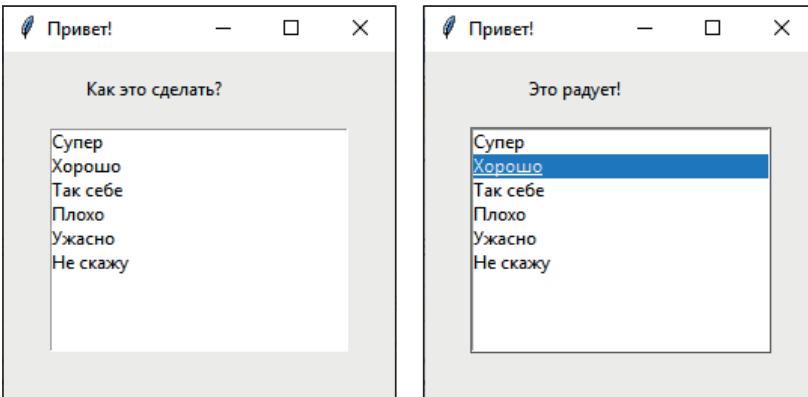 Привет!
Как это сделать?
Супер
Хорошо
Так себе
Плохо
Ужасно
Не скажу
Привет!
Это радует!
Супер
Хорошо
Так себе
Плохо
Ужасно
Не скажу